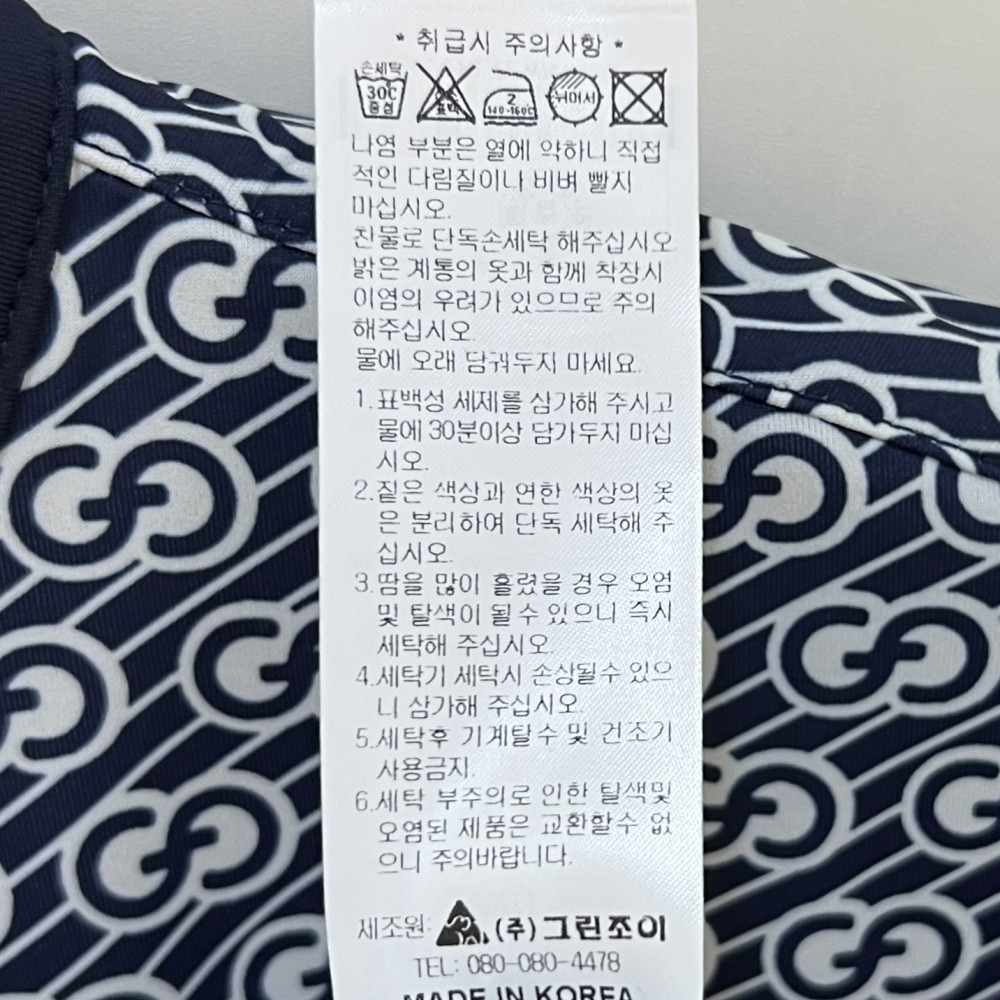 * 취급시 주의사항 *
손세탁
30℃
중성
표백
2
140-160℃
뉘어서
나염 부분은 열에 약하니 직접
적인 다림질이나 비벼 빨지
마십시오.
찬물로 단독손세탁 해주십시오
밝은 계통의 옷과 함께 착장시
이염의 우려가 있으므로 주의
해주십시오.
물에 오래 담궈두지 마세요.
1.표백성 세제를 삼가해 주시고
물에 30분이상 담가두지 마십
시오.
2.짙은 색상과 연한 색상의 옷
은 분리하여 단독 세탁해 주
십시오.
3.땀을 많이 흘렸을 경우 오염
및 탈색이 될수 있으니 즉시
세탁해 주십시오.
4.세탁기 세탁시 손상될수 있으
니 삼가해 주십시오.
5.세탁후 기계탈수 및 건조기
사용금지.
6.세탁 부주의로 인한 탈색및
오염된 제품은 교환할수 없
으니 주의바랍니다.
제조원: (주)그린조이
TEL: 080-080-4478
MADE IN KOREA